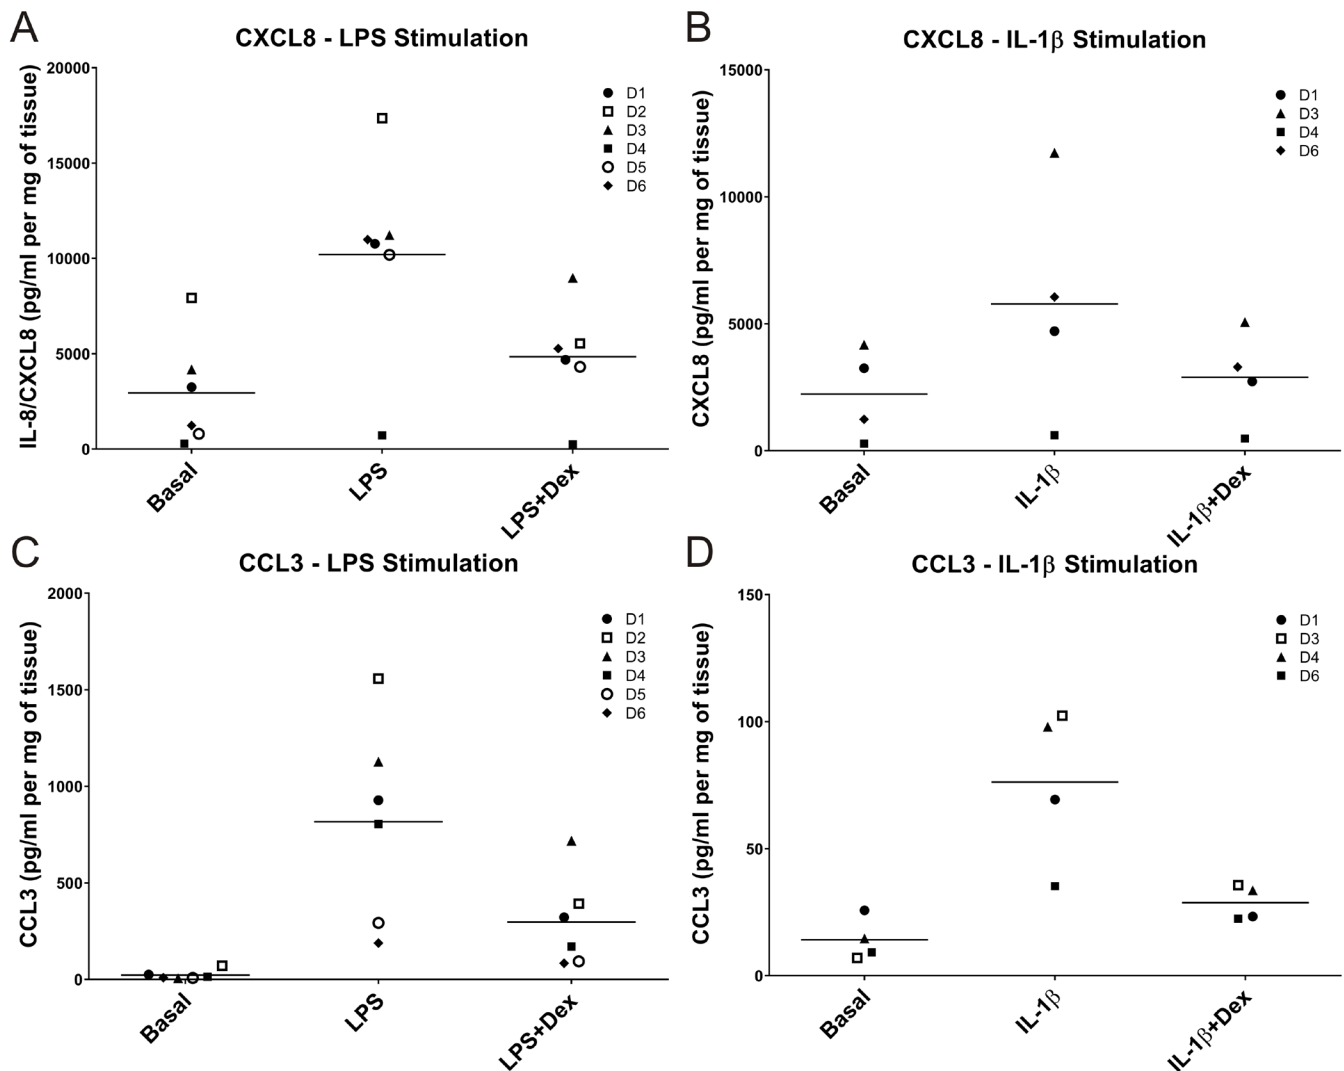 A
CXCL8 - LPS Stimulation
IL-8/CXCL8 (pg/ml per mg of tissue)
20000
15000
10000
5000
0
D1
D2
D3
D4
D5
D6
Basal
LPS
LPS+Dex
B
CXCL8 - IL-1β Stimulation
CXCL8 (pg/ml per mg of tissue)
15000
10000
5000
0
D1
D3
D4
D6
Basal
IL-1β
IL-1β+Dex
C
CCL3 - LPS Stimulation
CCL3 (pg/ml per mg of tissue)
2000
1500
1000
500
0
D1
D2
D3
D4
D5
D6
Basal
LPS
LPS+Dex
D
CCL3 - IL-1β Stimulation
CCL3 (pg/ml per mg of tissue)
150
100
50
0
D1
D3
D4
D6
Basal
IL-1β
IL-1β+Dex